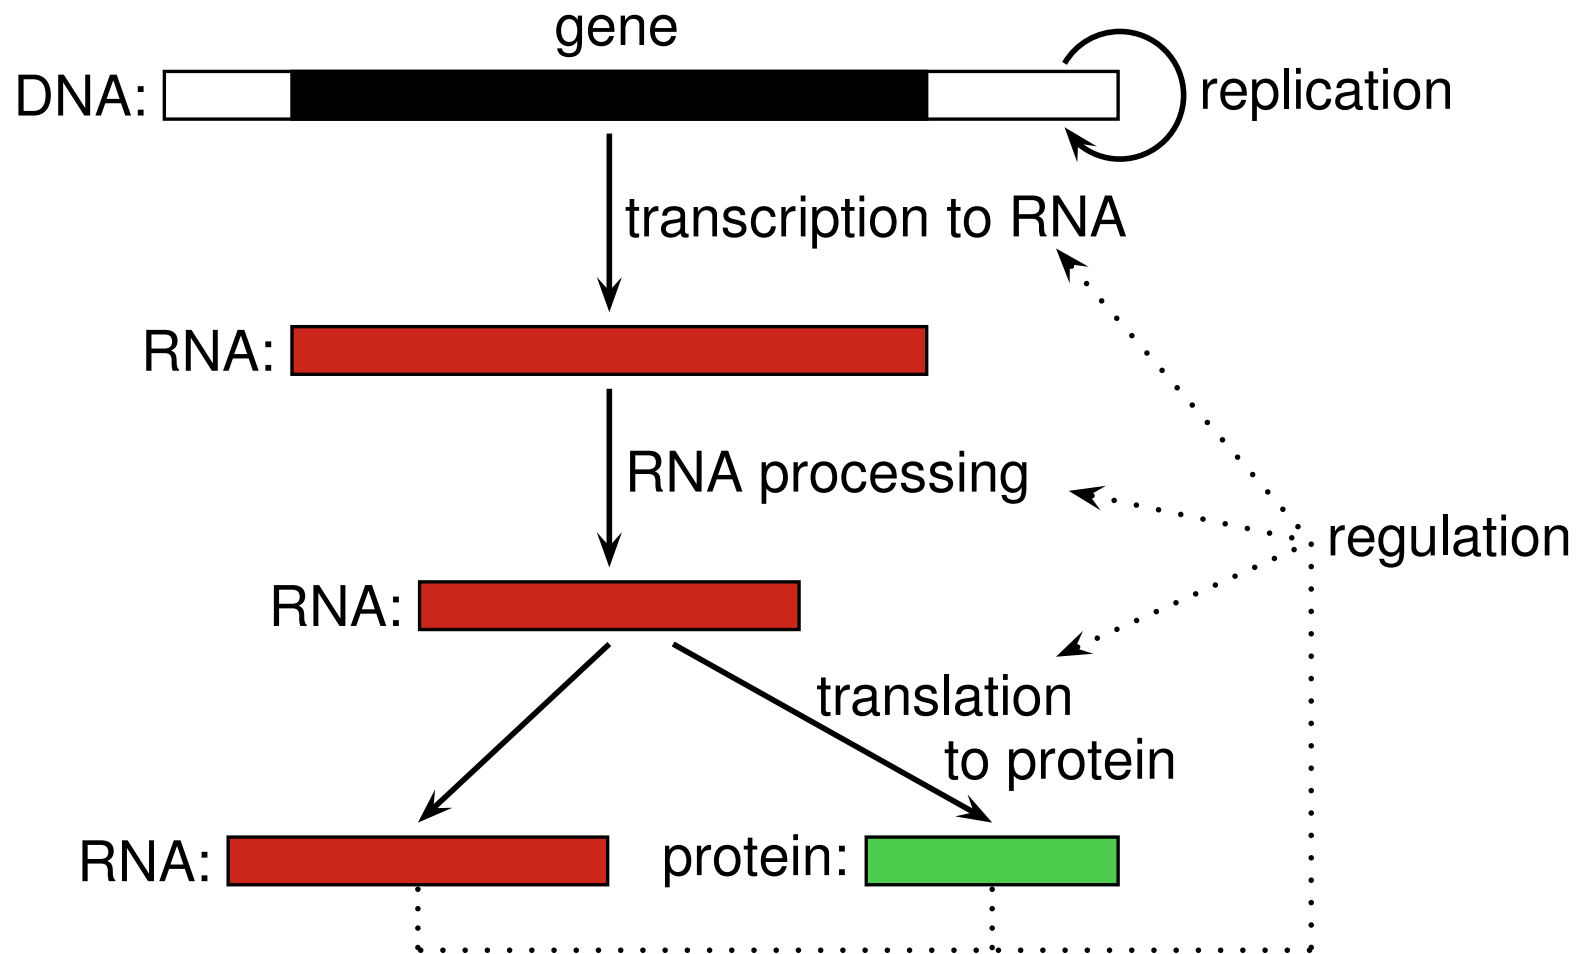 gene
DNA:
replication
transcription to RNA
RNA:
RNA processing
regulation
RNA:
translation
to protein
RNA:
protein: